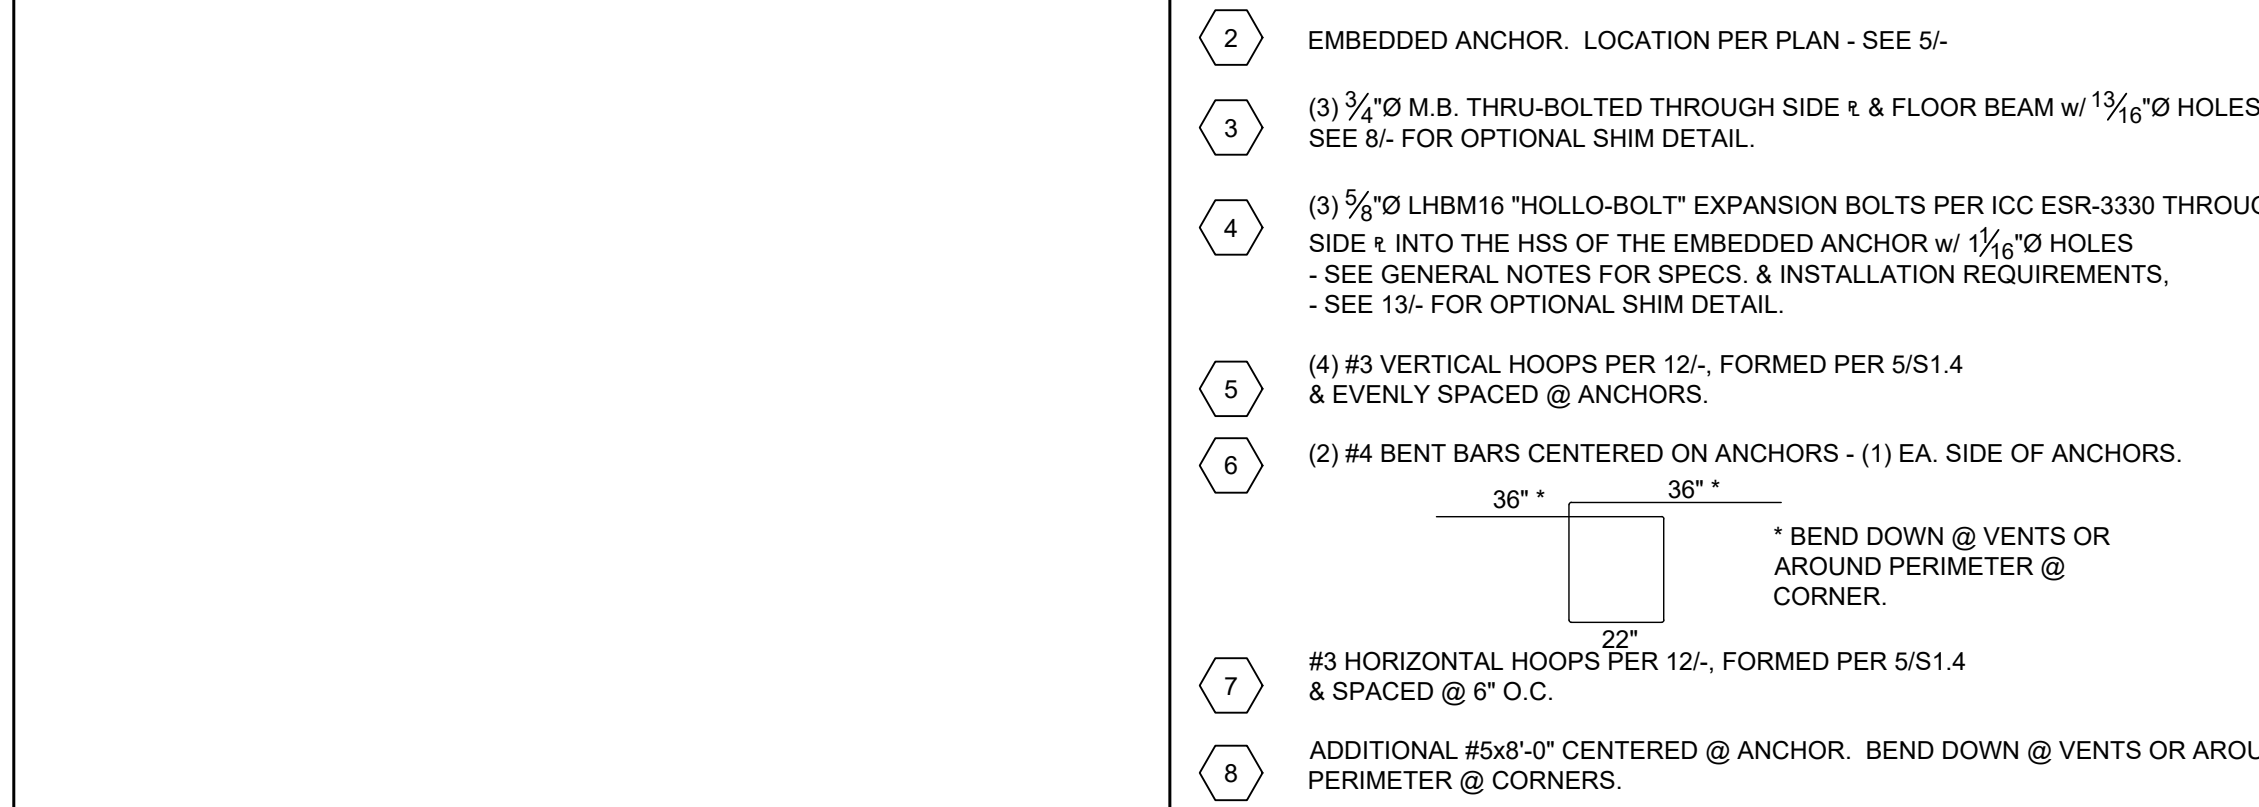 2
EMBEDDED ANCHOR. LOCATION PER PLAN - SEE 5/-
3
(3) 3/4"Ø M.B. THRU-BOLTED THROUGH SIDE ⅊ & FLOOR BEAM w/ 13/16"Ø HOLES
SEE 8/- FOR OPTIONAL SHIM DETAIL.
4
(3) 5/8"Ø LHBM16 "HOLLO-BOLT" EXPANSION BOLTS PER ICC ESR-3330
SIDE ⅊ INTO THE HSS OF THE EMBEDDED ANCHOR w/ 1 1/16"Ø HOLES
- SEE GENERAL NOTES FOR SPECS. & INSTALLATION REQUIREMENTS,
- SEE 13/- FOR OPTIONAL SHIM DETAIL.
5
(4) #3 VERTICAL HOOPS PER 12/-, FORMED PER 5/S1.4
& EVENLY SPACED @ ANCHORS.
6
(2) #4 BENT BARS CENTERED ON ANCHORS - (1) EA. SIDE OF ANCHORS.
36" *
36" *
* BEND DOWN @ VENTS OR
AROUND PERIMETER @
CORNER.
22"
7
#3 HORIZONTAL HOOPS PER 12/-, FORMED PER 5/S1.4
& SPACED @ 6" O.C.
8
ADDITIONAL #5x8'-0" CENTERED @ ANCHOR. BEND DOWN @ VENTS OR
PERIMETER @ CORNERS.